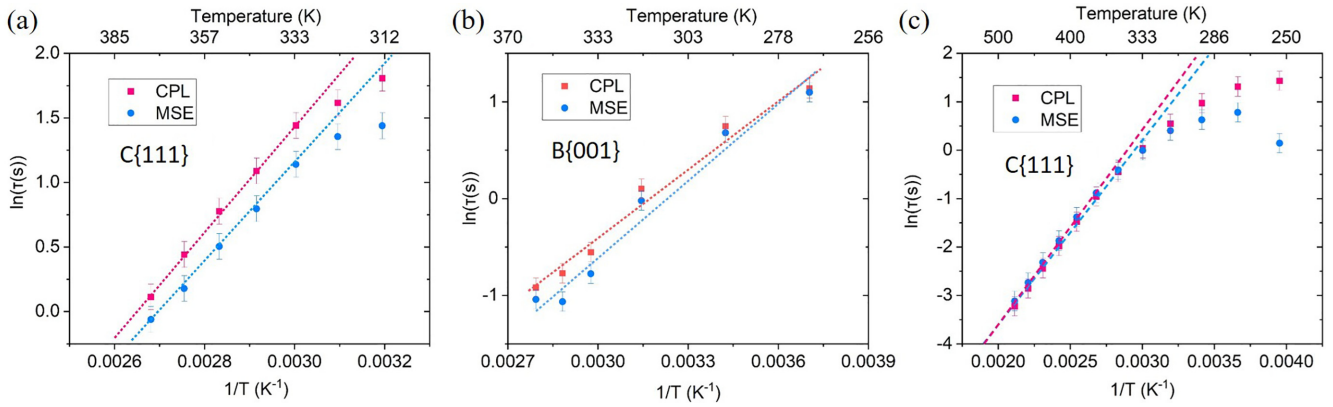 (a)
Temperature (K)
385 357 333 312
2.0
1.5
1.0
0.5
0.0
ln(τ(s))
CPL
MSE
C{111}
0.0026 0.0028 0.0030 0.0032
1/T (K⁻¹)
(b)
Temperature (K)
370 333 303 278 256
1
0
-1
ln(τ(s))
CPL
MSE
B{001}
0.0027 0.0030 0.0033 0.0036 0.0039
1/T (K⁻¹)
(c)
Temperature (K)
500 400 333 286 250
2
1
0
-1
-2
-3
-4
ln(τ(s))
CPL
MSE
C{111}
0.0020 0.0025 0.0030 0.0035 0.0040
1/T (K⁻¹)